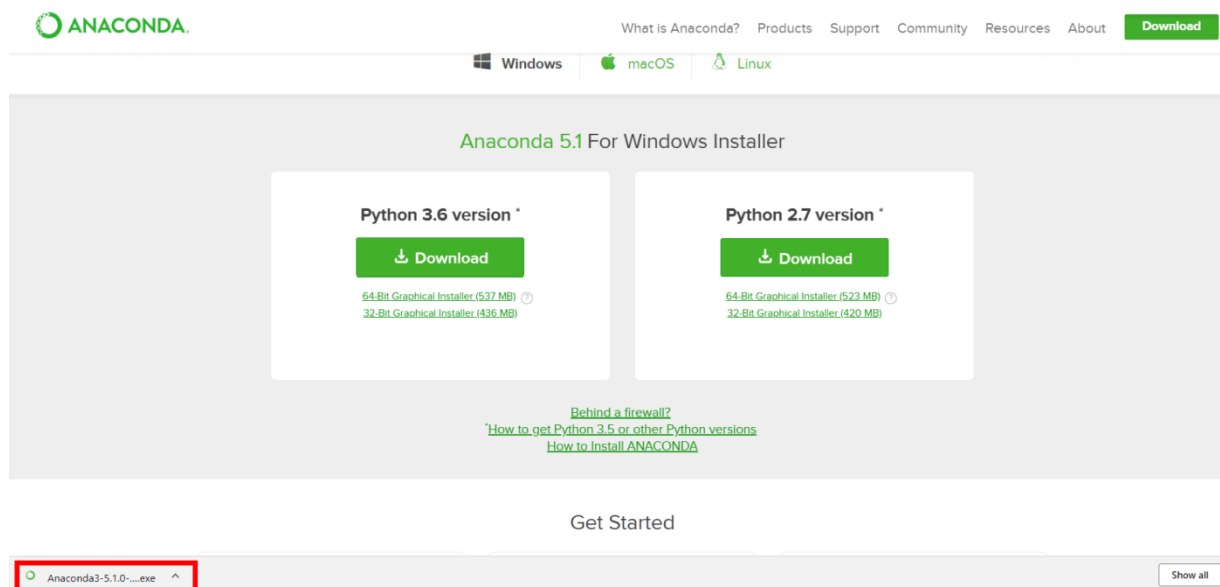 ANACONDA.
What is Anaconda? Products Support Community Resources About Download
Windows macOS Linux
Anaconda 5.1 For Windows Installer
Python 3.6 version *
Download
64-Bit Graphical Installer (537 MB) ?
32-Bit Graphical Installer (436 MB)
Python 2.7 version *
Download
64-Bit Graphical Installer (523 MB) ?
32-Bit Graphical Installer (420 MB)
Behind a firewall?
*How to get Python 3.5 or other Python versions
How to Install ANACONDA
Get Started
Anaconda3-5.1.0-....exe
Show all